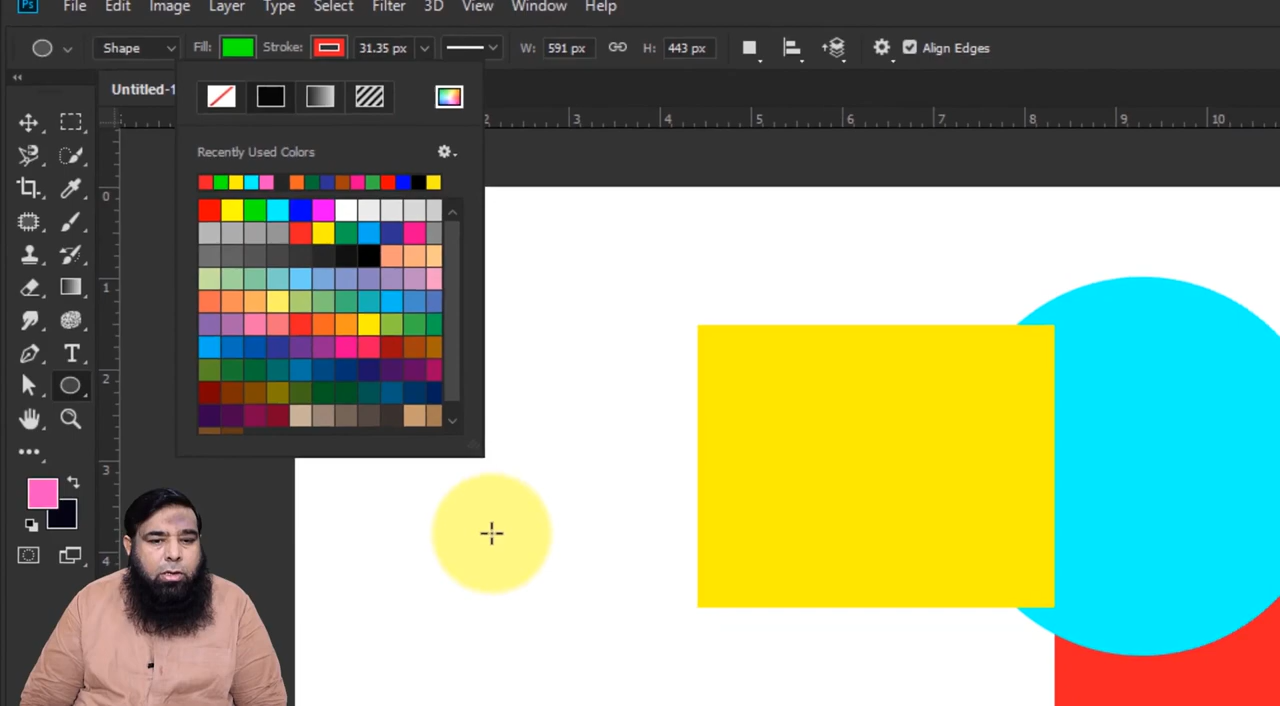 Ps File Edit Image Layer Type Select Filter 3D View Window Help
Shape Fill: Stroke: 31.35 px W: 591 px H: 443 px Align Edges
Untitled-1
2 3 4 5 6 7 8 9 10
Recently Used Colors
0
1
2
3
4
T